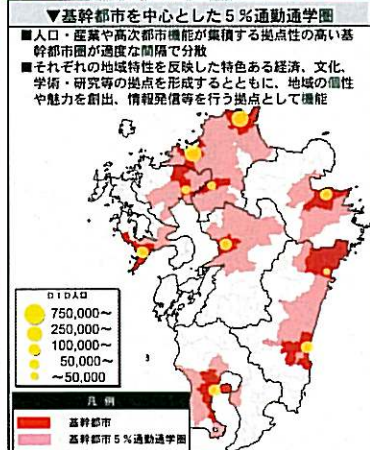 ▼基幹都市を中心とした5%通勤通学圏
■人口・産業や高次都市機能が集積する拠点性の高い基
幹都市圏が適度な間隔で分散
■それぞれの地域特性を反映した特色ある経済、文化、
学術・研究等の拠点を形成するとともに、地域の個性
や魅力を創出、情報発信等を行う拠点として機能
DID人口
750,000~
250,000~
100,000~
50,000~
~50,000
凡例
基幹都市
基幹都市5%通勤通学圏